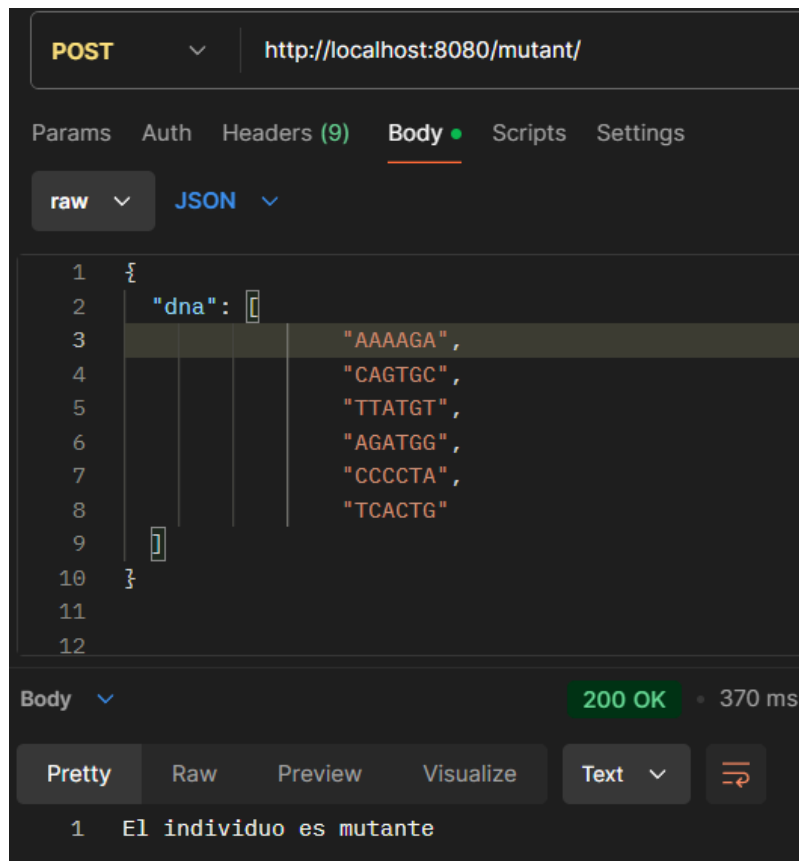 POST http://localhost:8080/mutant/
Params Auth Headers (9) Body Scripts Settings
raw JSON
1 {
2 "dna": [
3 "AAAAGA",
4 "CAGTGC",
5 "TTATGT",
6 "AGATGG",
7 "CCCCTA",
8 "TCACTG"
9 ]
10 }
11
12
Body 200 OK • 370 ms
Pretty Raw Preview Visualize Text
1 El individuo es mutante